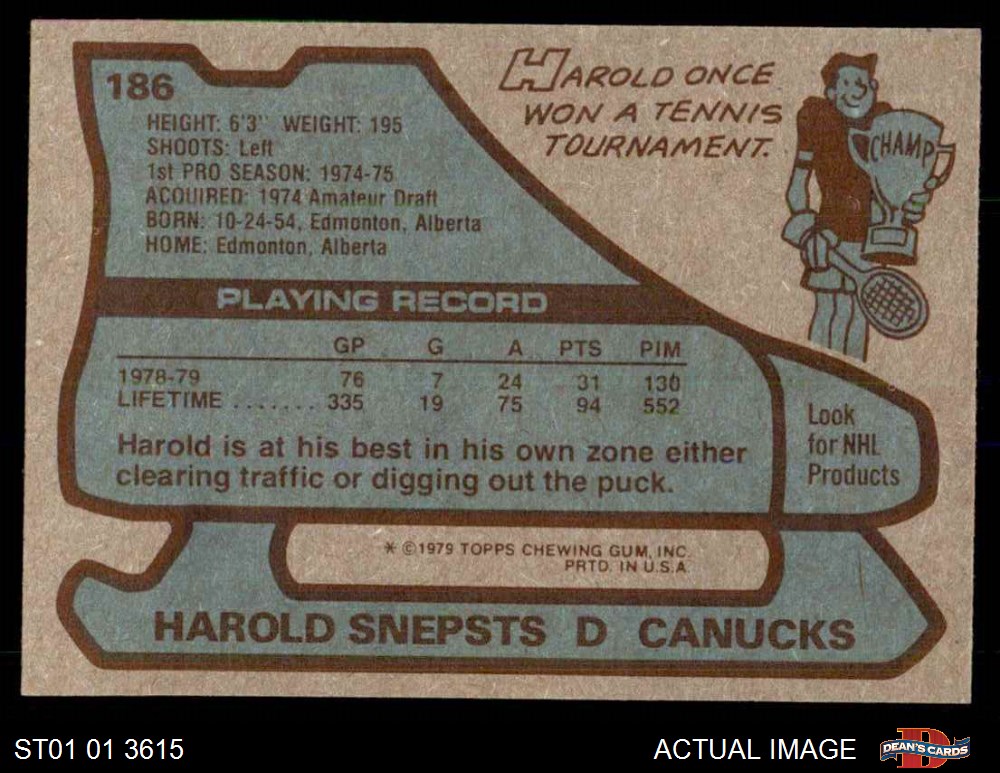 186
HEIGHT: 6'3" WEIGHT: 195
SHOOTS: Left
1st PRO SEASON: 1974-75
ACQUIRED: 1974 Amateur Draft
BORN: 10-24-54, Edmonton, Alberta
HOME: Edmonton, Alberta
HAROLD ONCE
WON A TENNIS
TOURNAMENT.
CHAMP
PLAYING RECORD
GP G A PTS PIM
1978-79 76 7 24 31 130
LIFETIME ....... 335 19 75 94 552
Harold is at his best in his own zone either
clearing traffic or digging out the puck.
Look
for NHL
Products
* ©1979 TOPPS CHEWING GUM, INC.
PRTD. IN U.S.A.
HAROLD SNEPSTS D CANUCKS
ST01 01 3615
ACTUAL IMAGE
DEAN'S CARDS